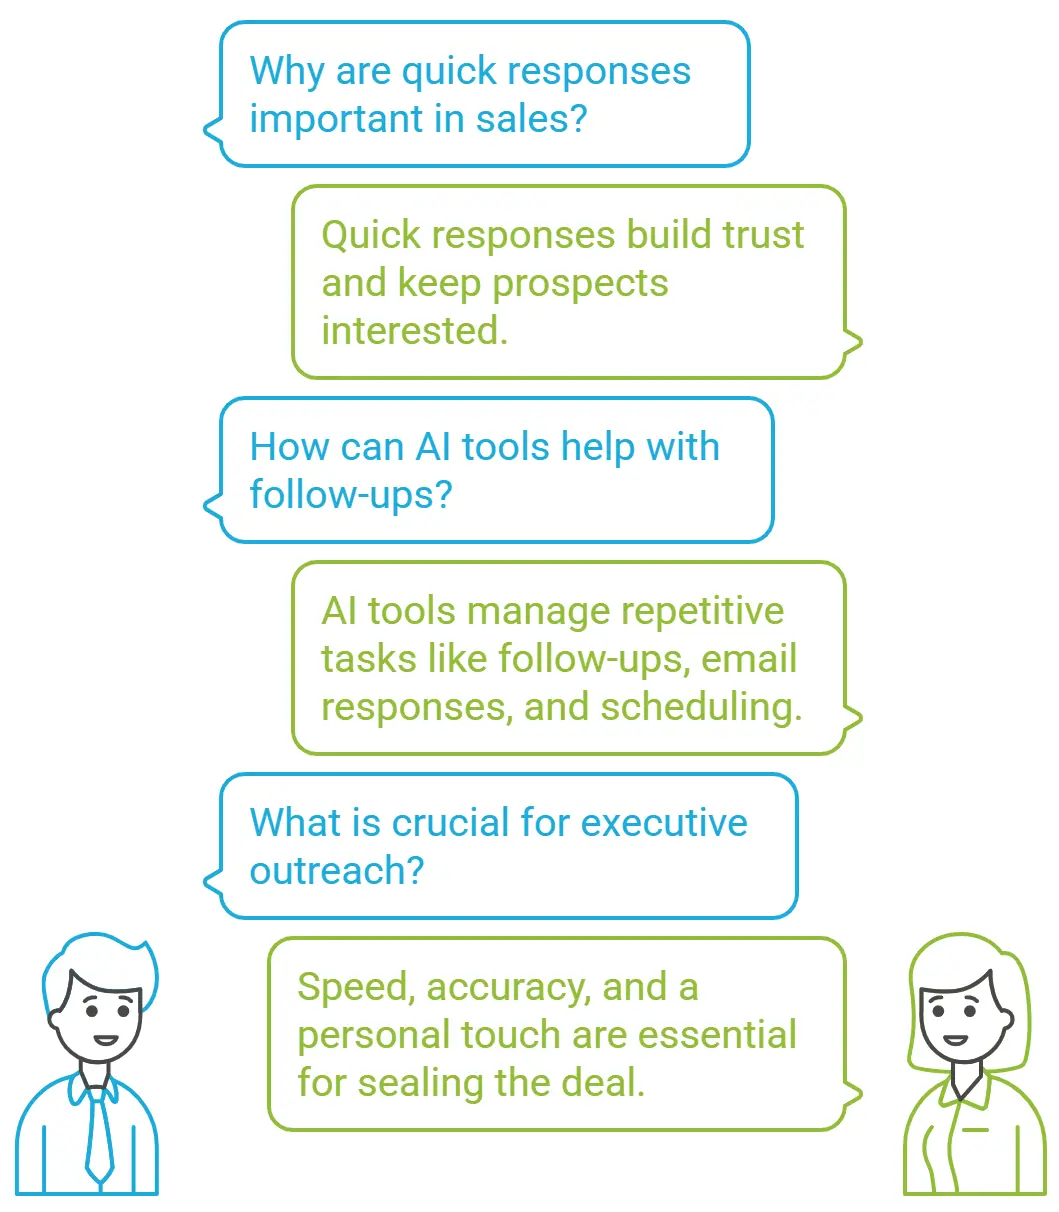 Why are quick responses
important in sales?
Quick responses build trust
and keep prospects
interested.
How can AI tools help with
follow-ups?
AI tools manage repetitive
tasks like follow-ups, email
responses, and scheduling.
What is crucial for executive
outreach?
Speed, accuracy, and a
personal touch are essential
for sealing the deal.